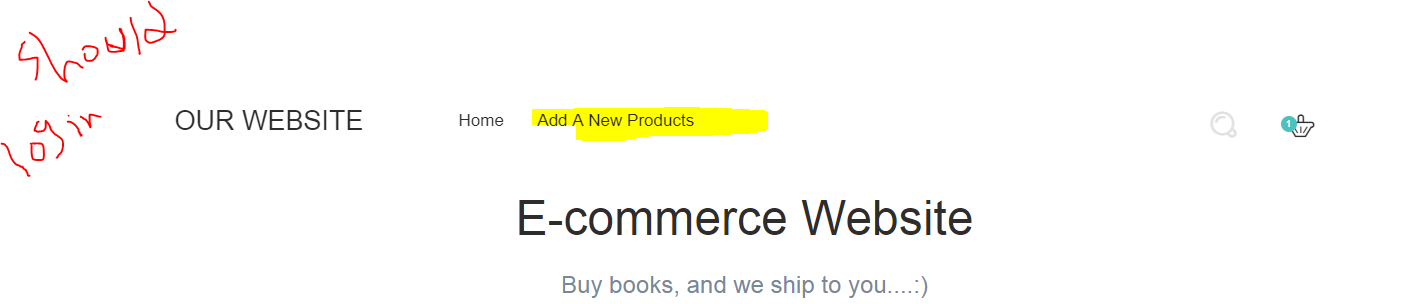 should
login
OUR WEBSITE Home Add A New Products 1
E-commerce Website
Buy books, and we ship to you....:)